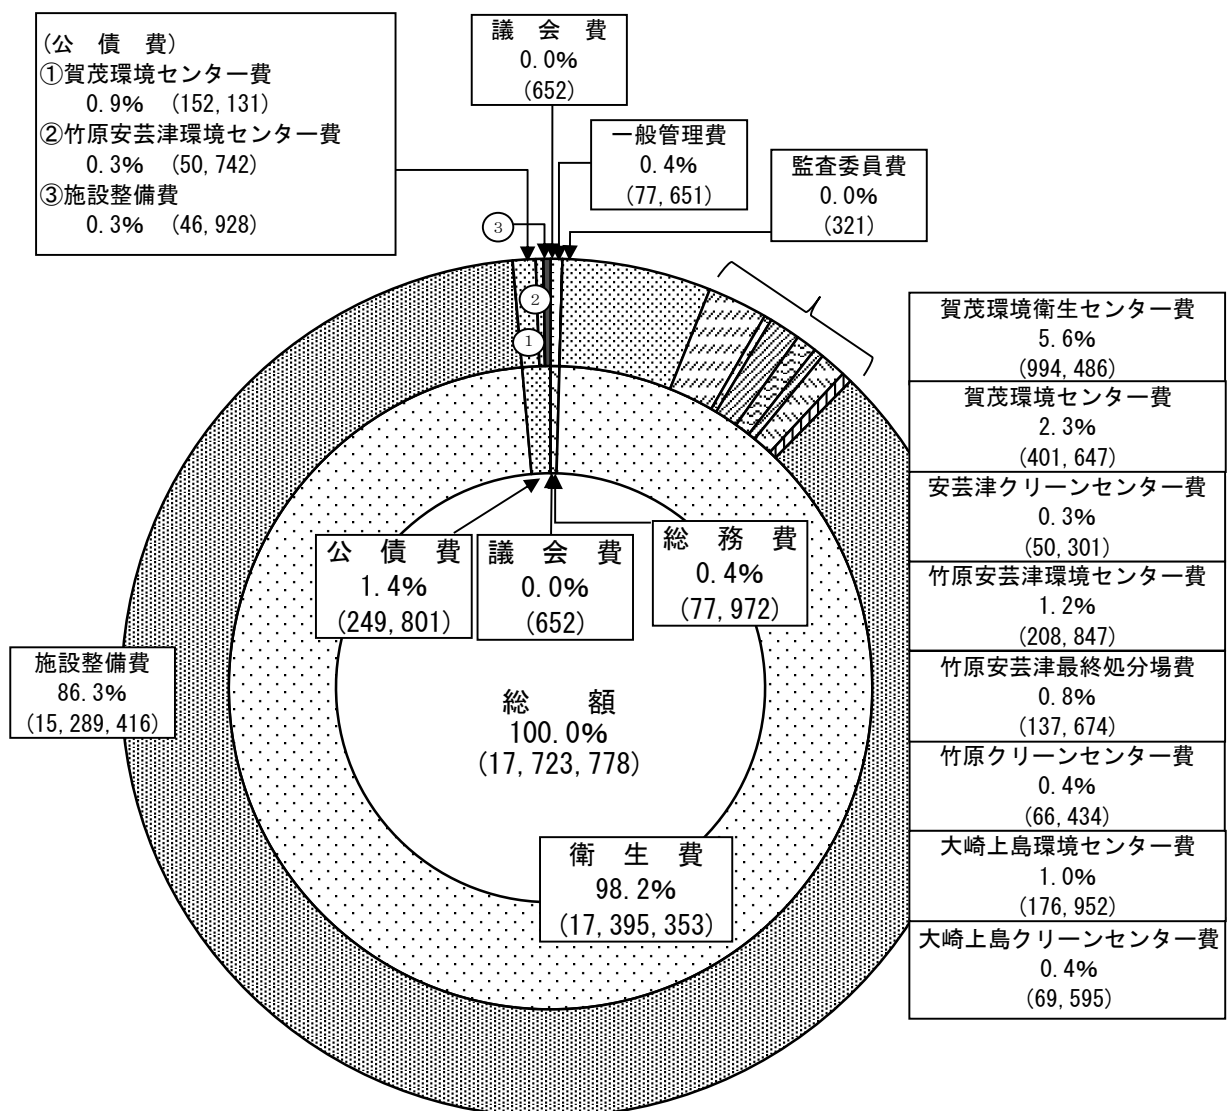 (公 債 費)
①賀茂環境センター費
0.9% (152,131)
②竹原安芸津環境センター費
0.3% (50,742)
③施設整備費
0.3% (46,928)
議 会 費
0.0%
(652)
一般管理費
0.4%
(77,651)
監査委員費
0.0%
(321)
③
②
①
賀茂環境衛生センター費
5.6%
(994,486)
賀茂環境センター費
2.3%
(401,647)
安芸津クリーンセンター費
0.3%
(50,301)
竹原安芸津環境センター費
1.2%
(208,847)
竹原安芸津最終処分場費
0.8%
(137,674)
竹原クリーンセンター費
0.4%
(66,434)
大崎上島環境センター費
1.0%
(176,952)
大崎上島クリーンセンター費
0.4%
(69,595)
公 債 費
1.4%
(249,801)
議 会 費
0.0%
(652)
総 務 費
0.4%
(77,972)
施設整備費
86.3%
(15,289,416)
総 額
100.0%
(17,723,778)
衛 生 費
98.2%
(17,395,353)